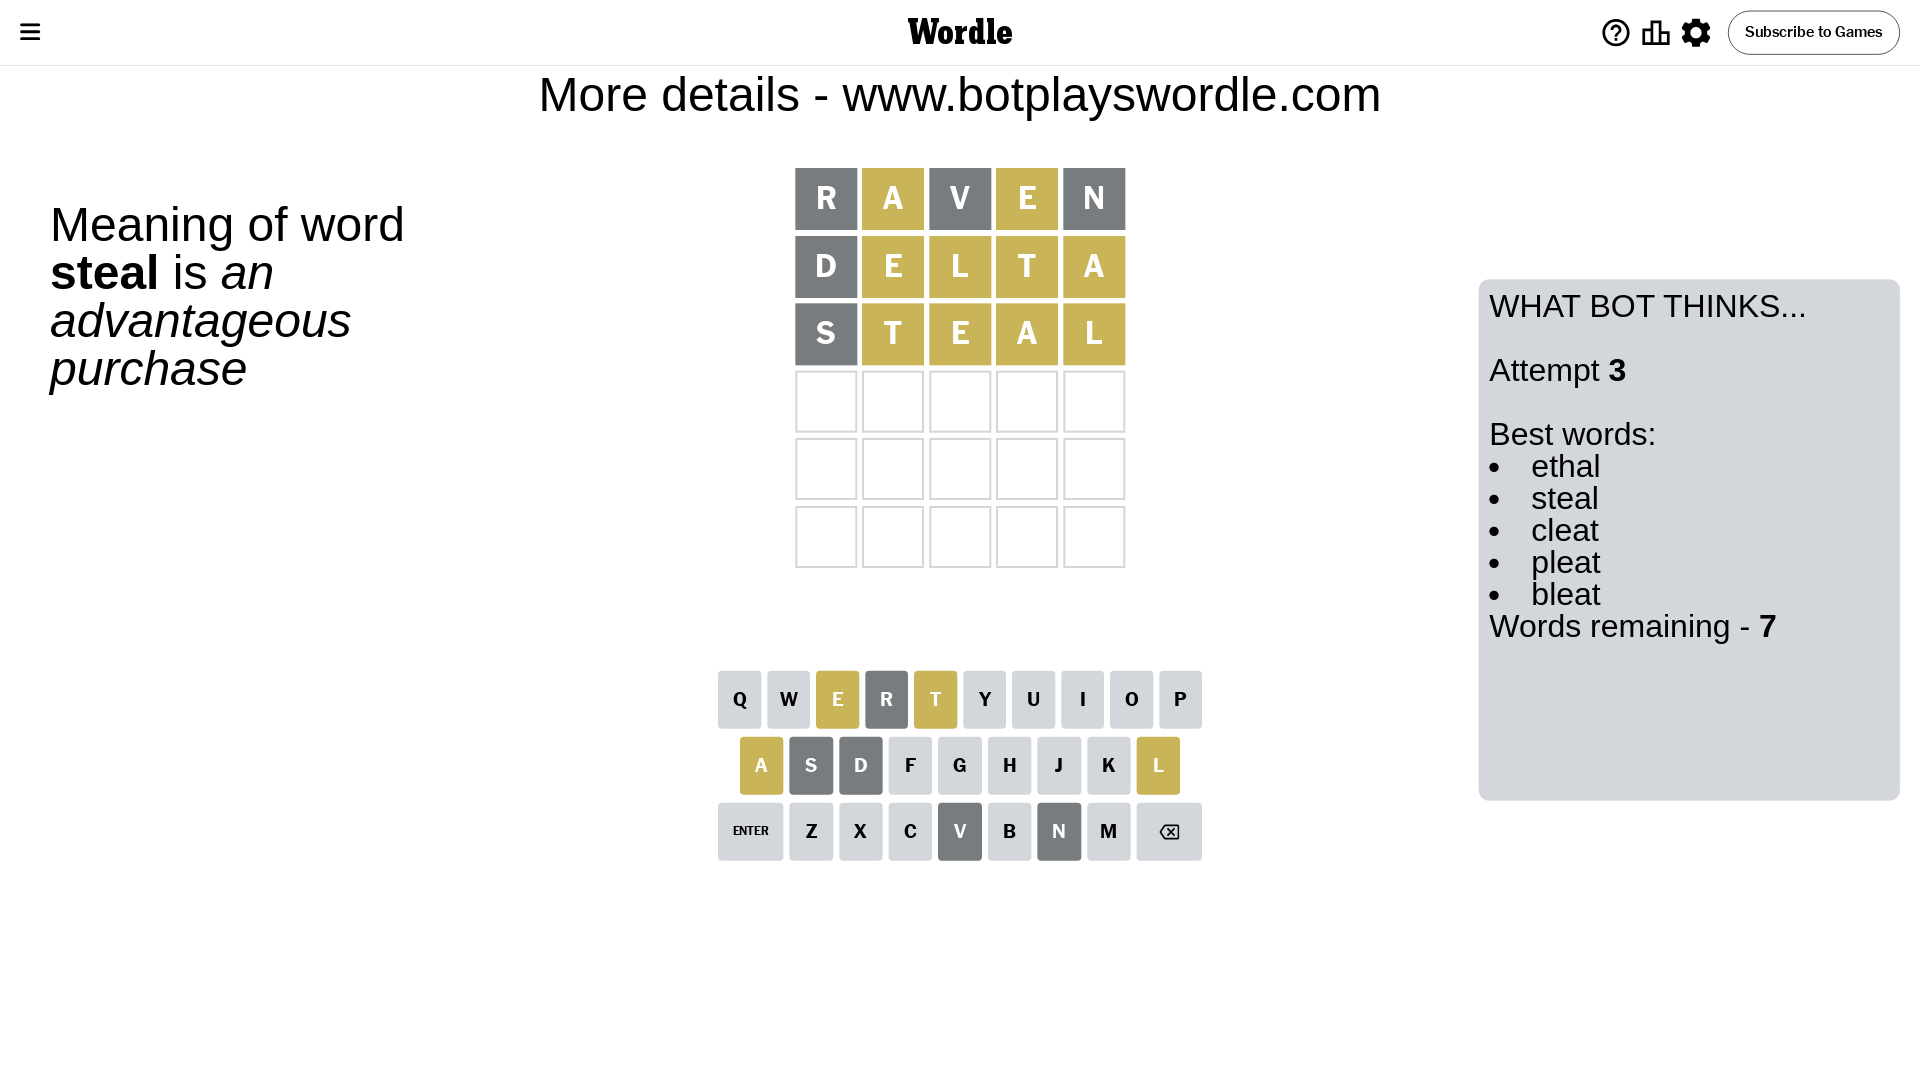 Wordle
Subscribe to Games
More details - www.botplayswordle.com
Meaning of word
steal is an
advantageous
purchase
R A V E N
D E L T A
S T E A L
WHAT BOT THINKS...
Attempt 3
Best words:
• ethal
• steal
• cleat
• pleat
• bleat
Words remaining - 7
Q W E R T Y U I O P
A S D F G H J K L
ENTER Z X C V B N M